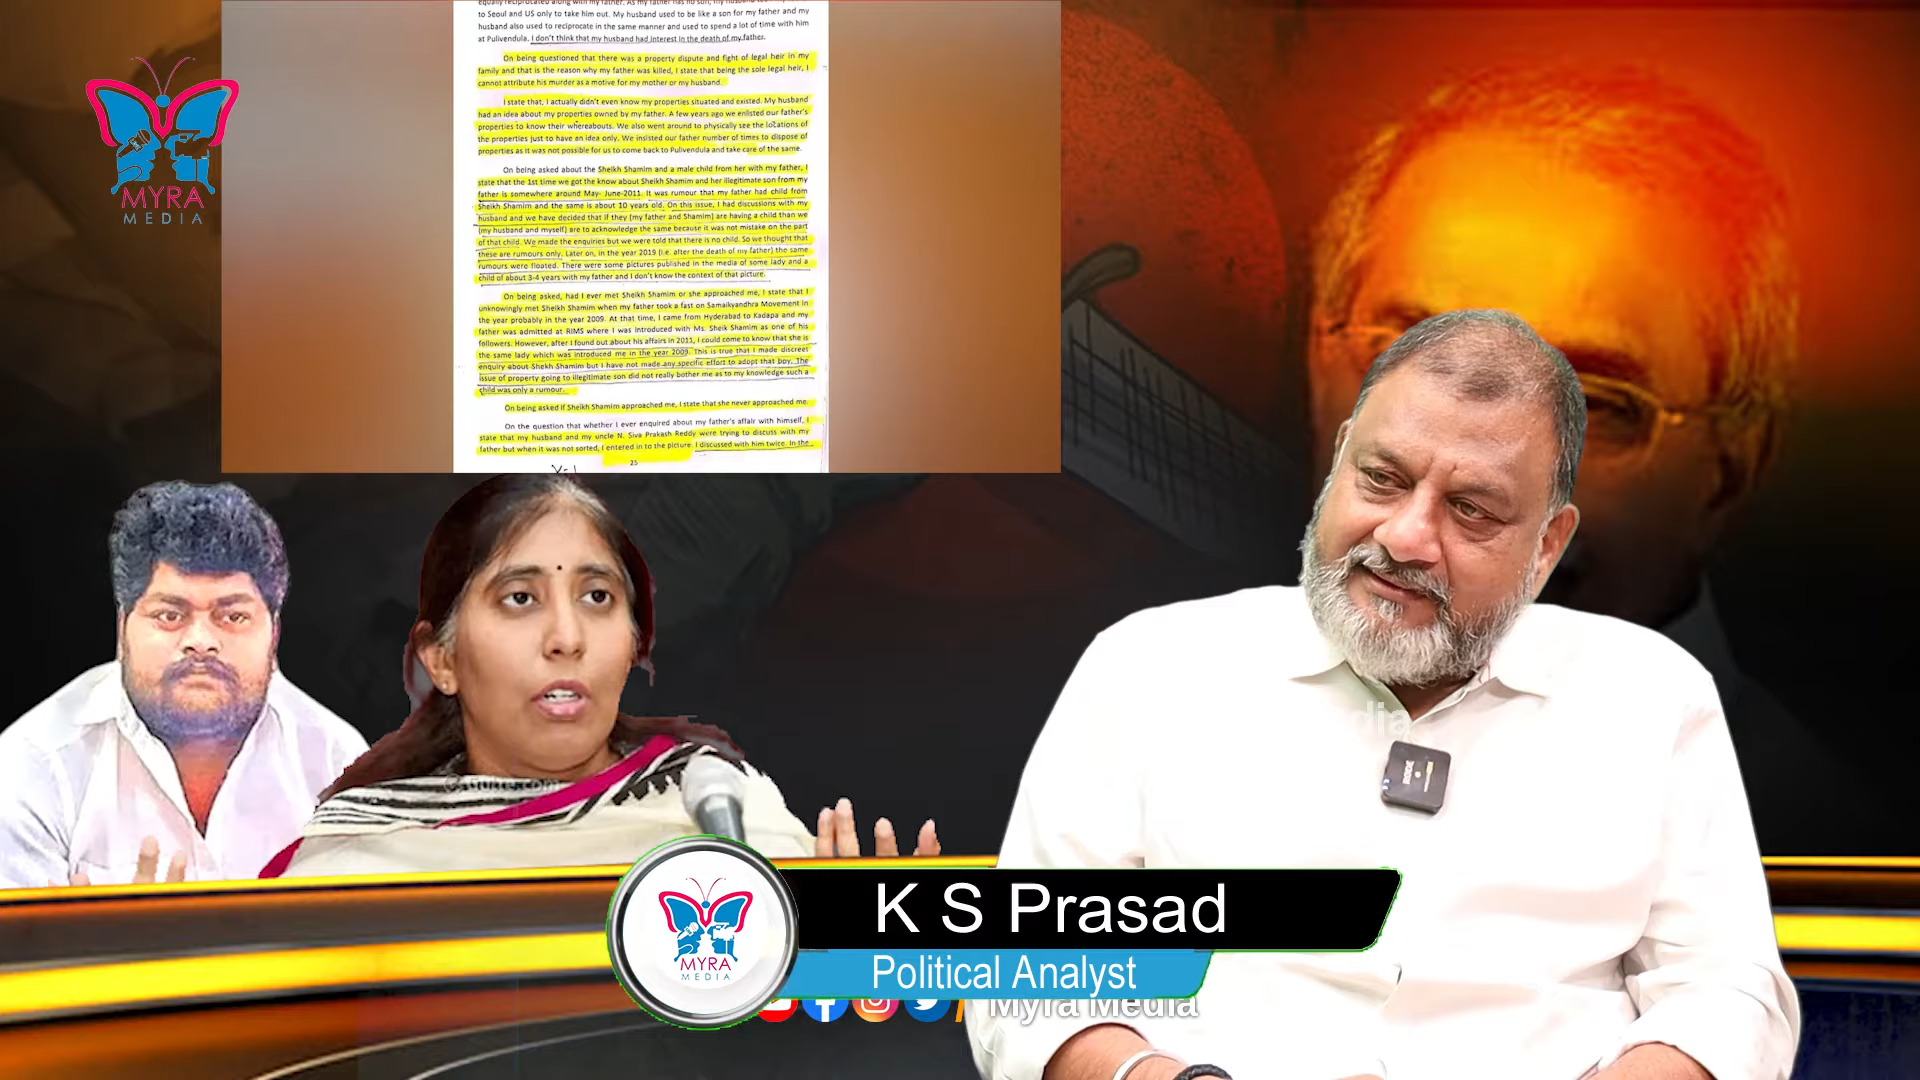 equally reciprocated along with my father. As my father has no son, my husband
to Seoul and US only to take him out. My husband used to be like a son for my father and my
husband also used to reciprocate in the same manner and used to spend a lot of time with him
at Pulivendula. I don't think that my husband had interest in the death of my father.
On being questioned that there was a property dispute and fight of legal heir in my
family and that is the reason why my father was killed, I state that being the sole legal heir, I
cannot attribute his murder as a motive for my mother or my husband.
I state that, I actually didn't even know my properties situated and existed. My husband
had an idea about my properties owned by my father. A few years ago we enlisted our father's
properties to know their whereabouts. We also went around to physically see the locations of
the properties just to have an idea only. We insisted our father number of times to dispose of
properties as it was not possible for us to come back to Pulivendula and take care of the same.
On being asked about the Sheikh Shamim and a male child from her with my father, I
state that the 1st time we got the know about Sheikh Shamim and her illegitimate son from my
father is somewhere around May- June-2011. It was rumour that my father had child from
Sheikh Shamim and the same is about 10 years old. On this issue, I had discussions with my
husband and we have decided that if they (my father and Shamim) are having a child than we
(my husband and myself) are to acknowledge the same because it was not mistake on the part
of that child. We made the enquiries but we were told that there is no child. So we thought that
these are rumours only. Later on, in the year 2019 (i.e. after the death of my father) the same
rumours were floated. There were some pictures published in the media of some lady and a
child of about 3-4 years with my father and I don't know the context of that picture.
On being asked, had I ever met Sheikh Shamim or she approached me, I state that I
unknowingly met Sheikh Shamim when my father took a fast on Samaikyandhra Movement in
the year probably in the year 2009. At that time, I came from Hyderabad to Kadapa and my
father was admitted at RIMS where I was introduced with Ms. Sheik Shamim as one of his
followers. However, after I found out about his affairs in 2011, I could come to know that she is
the same lady which was introduced me in the year 2009. This is true that I made discreet
enquiry about Shekh Shamim but I have not made any specific effort to adopt that boy. The
issue of property going to illegitimate son did not really bother me as to my knowledge such a
child was only a rumour.
On being asked if Sheikh Shamim approached me, I state that she never approached me.
On the question that whether I ever enquired about my father's affair with himself, I
state that my husband and my uncle N. Siva Prakash Reddy were trying to discuss with my
father but when it was not sorted, I entered in to the picture. I discussed with him twice. In the
25
MYRA
MEDIA
RODE
K S Prasad
Political Analyst
MYRA
MEDIA
Myra Media